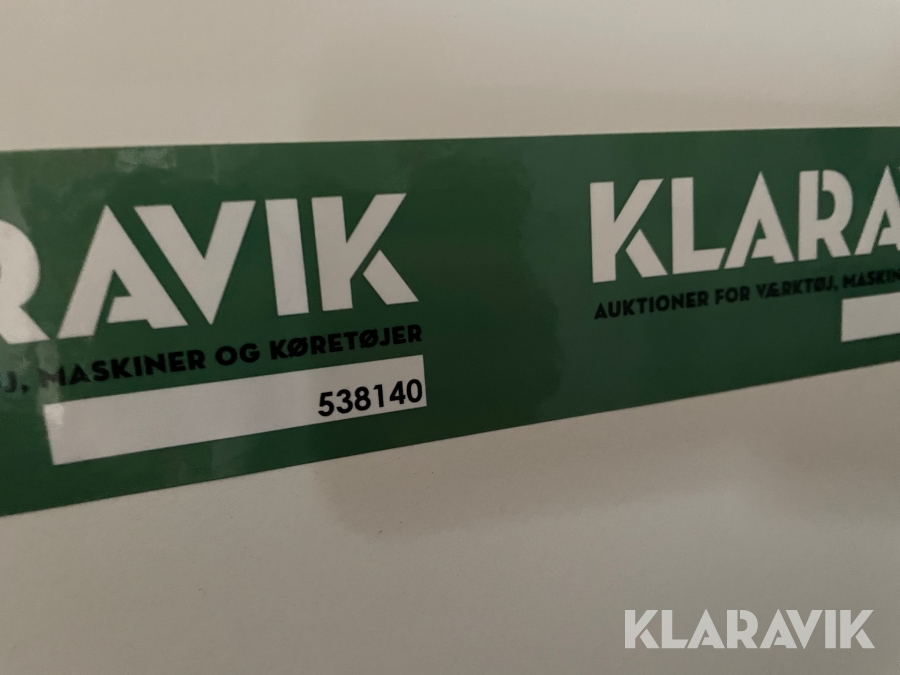 RAVIK
J, MASKINER OG KØRETØJER
538140
KLARA
AUKTIONER FOR VÆRKTØJ, MASKIN
KLARAVIK